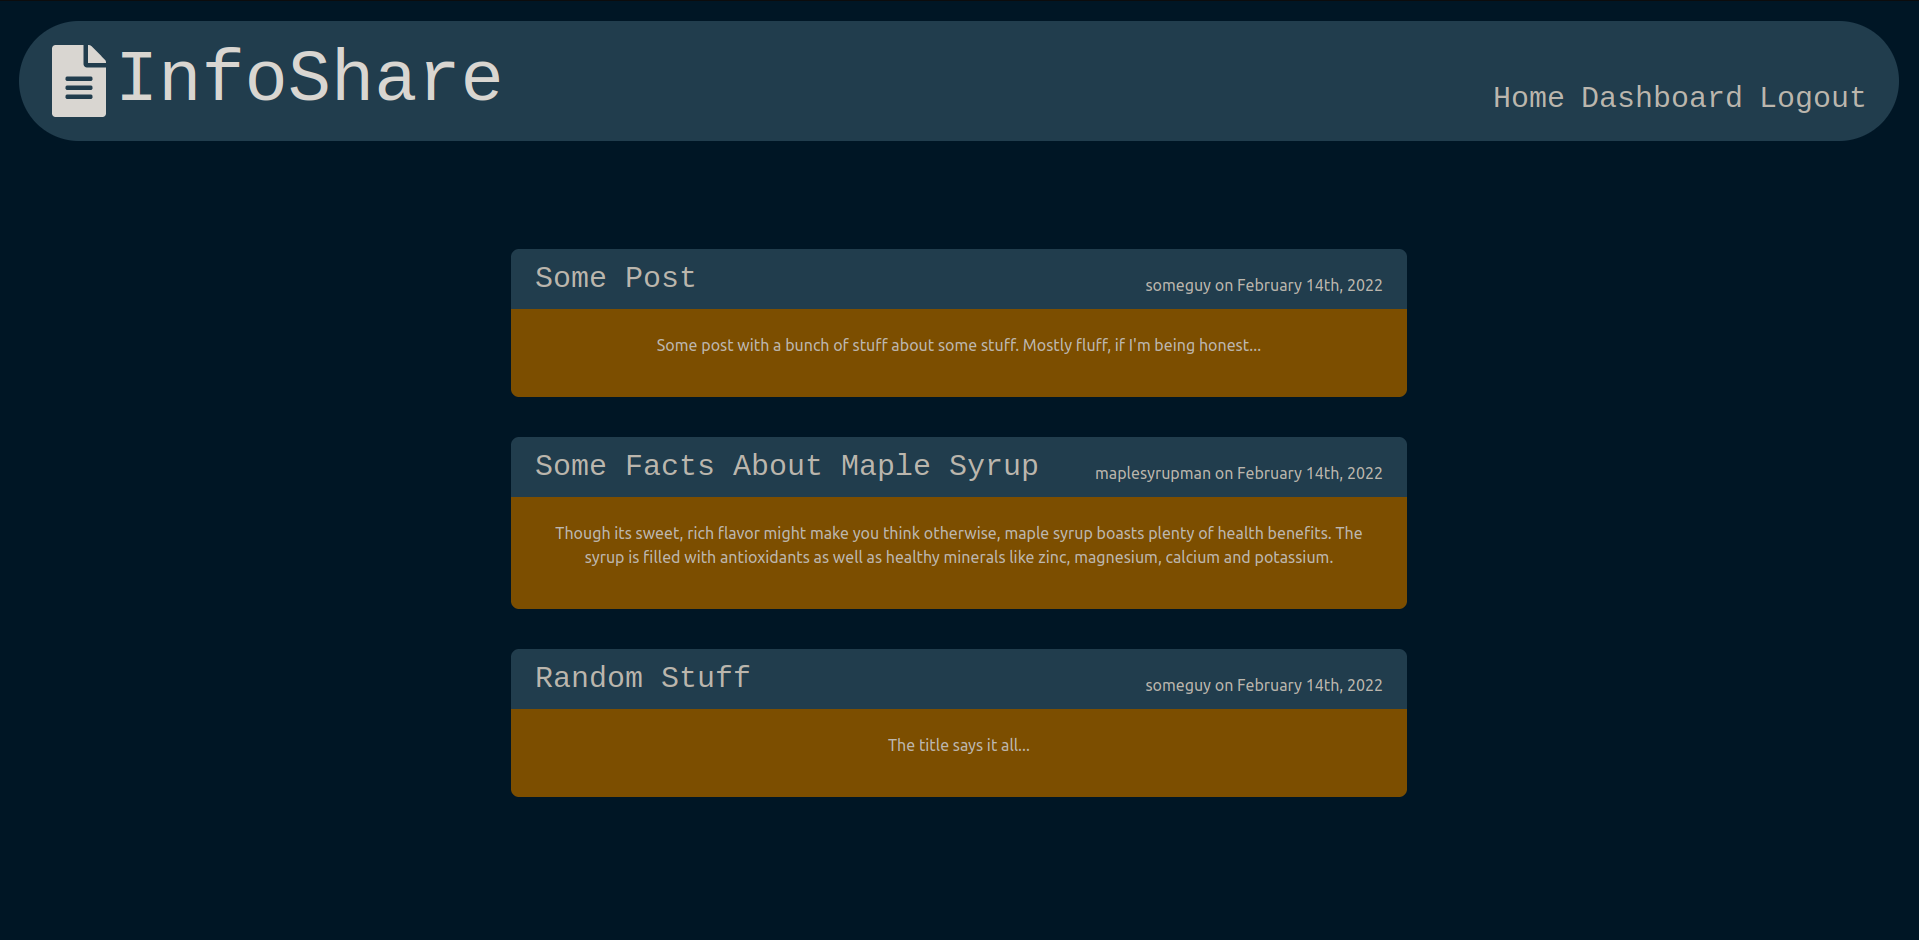 InfoShare
Home Dashboard Logout
Some Post
someguy on February 14th, 2022
Some post with a bunch of stuff about some stuff. Mostly fluff, if I'm being honest...
Some Facts About Maple Syrup
maplesyrupman on February 14th, 2022
Though its sweet, rich flavor might make you think otherwise, maple syrup boasts plenty of health benefits. The
syrup is filled with antioxidants as well as healthy minerals like zinc, magnesium, calcium and potassium.
Random Stuff
someguy on February 14th, 2022
The title says it all...